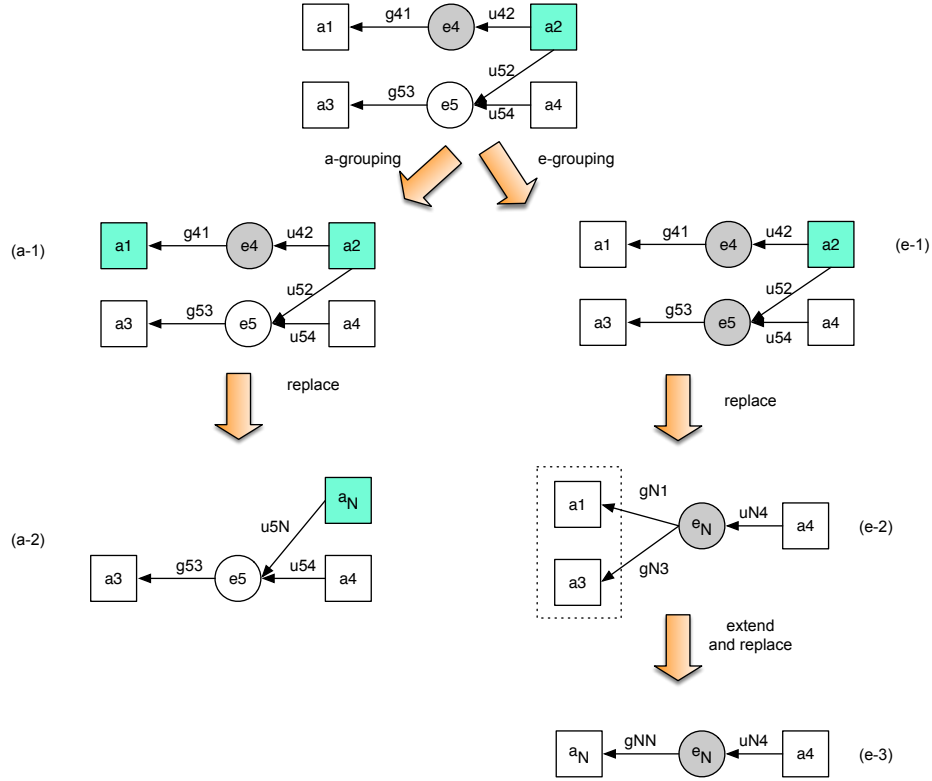 a1 g41 e4 u42 a2
u52
a3 g53 e5 u54 a4
a-grouping e-grouping
(a-1) a1 g41 e4 u42 a2
u52
a3 g53 e5 u54 a4
a1 g41 e4 u42 a2 (e-1)
u52
a3 g53 e5 u54 a4
replace
replace
(a-2) aN
u5N
a3 g53 e5 u54 a4
a1 gN1 eN uN4 a4 (e-2)
a3 gN3
extend
and replace
aN gNN eN uN4 a4 (e-3)